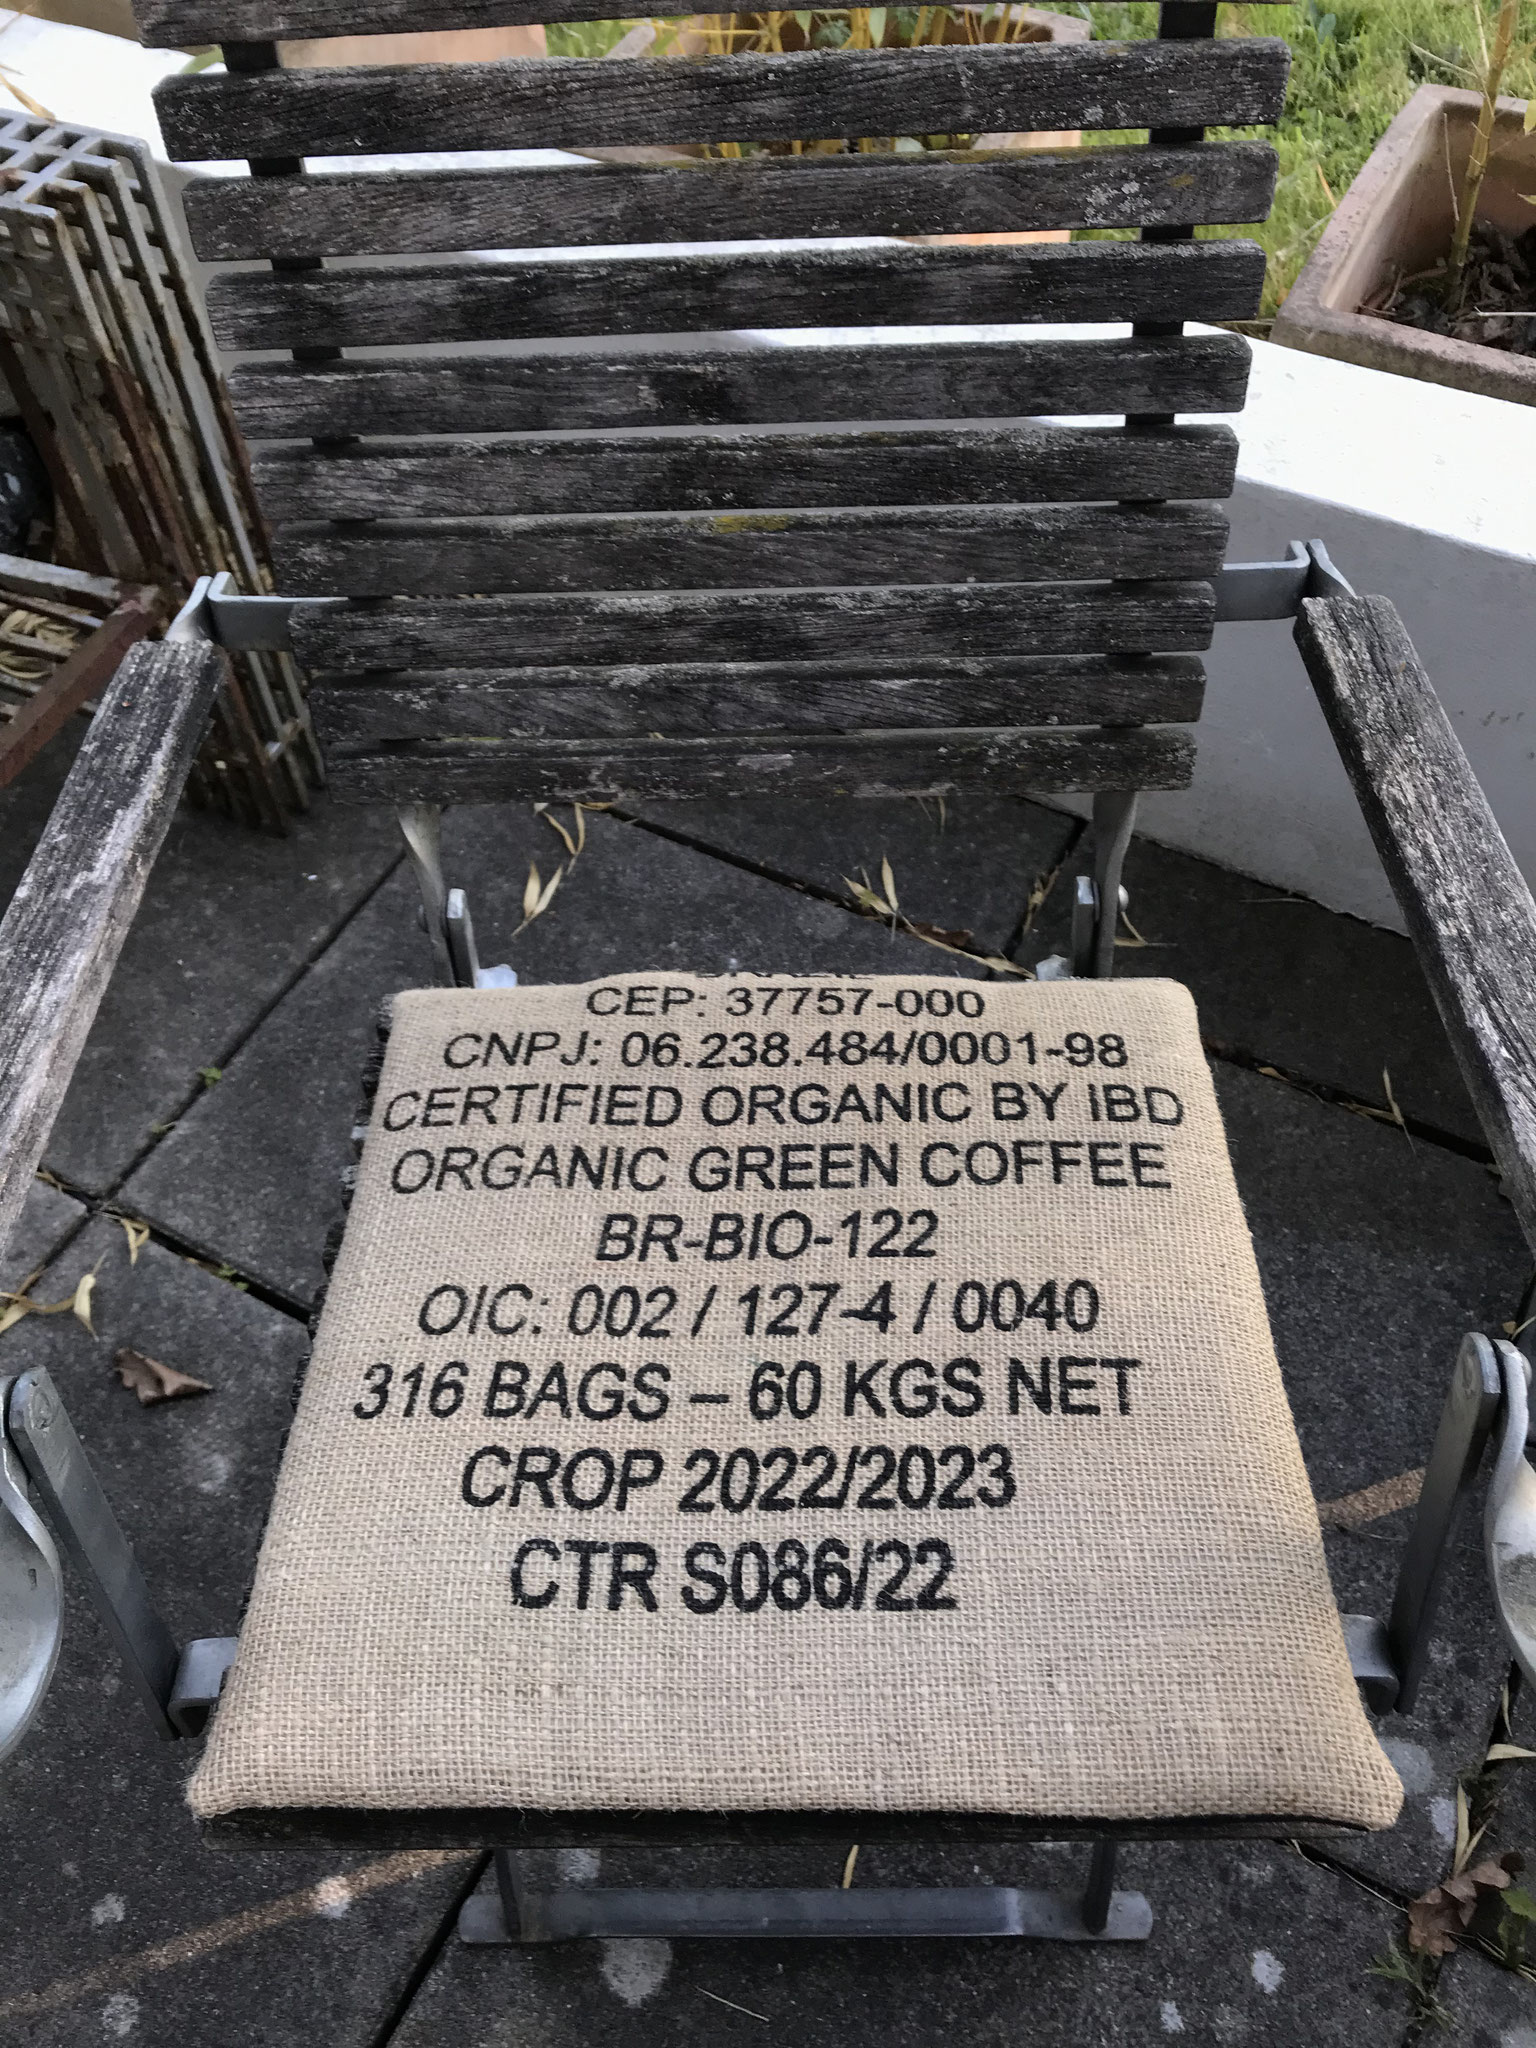 CEP: 37757-000
CNPJ: 06.238.484/0001-98
CERTIFIED ORGANIC BY IBD
ORGANIC GREEN COFFEE
BR-BIO-122
OIC: 002 / 127-4 / 0040
316 BAGS – 60 KGS NET
CROP 2022/2023
CTR S086/22